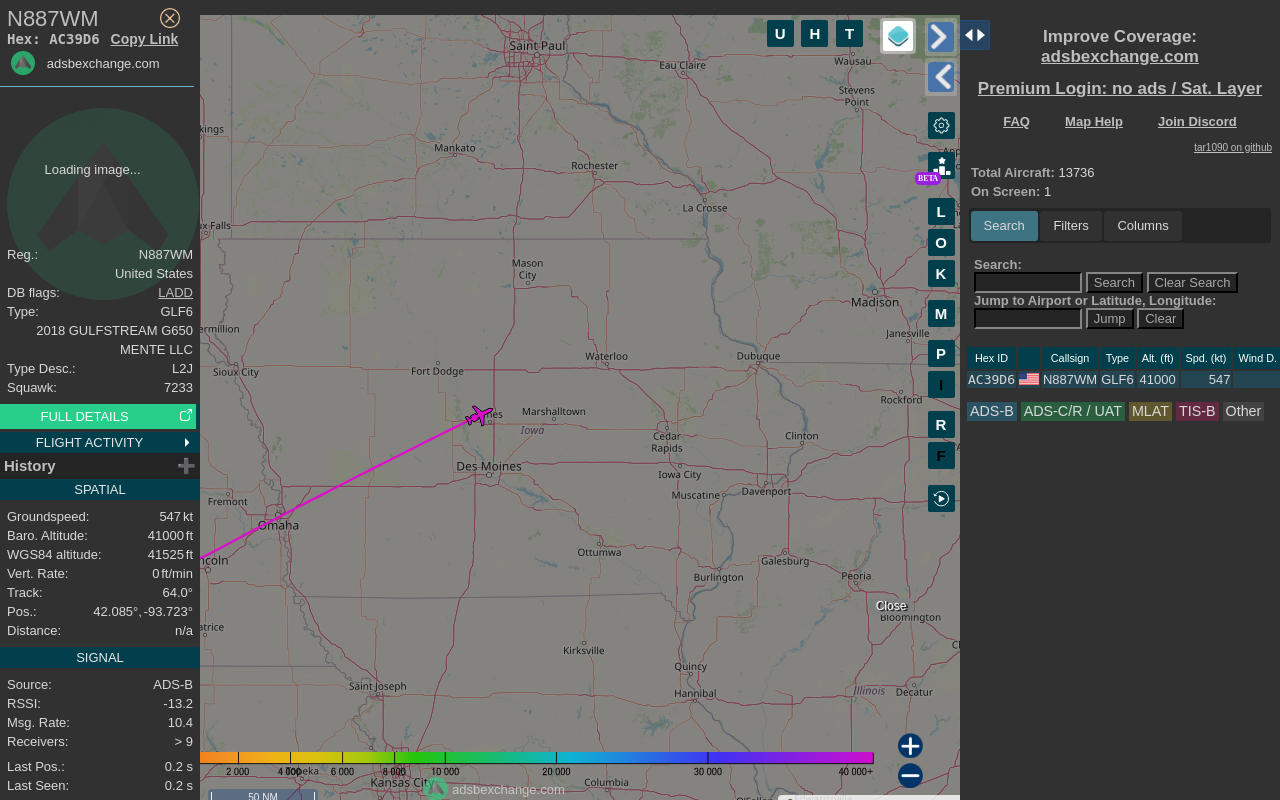 N887WM
Hex: AC39D6 Copy Link
adsbexchange.com
Loading image...
Reg.: N887WM
United States
DB flags: LADD
Type: GLF6
2018 GULFSTREAM G650
MENTE LLC
Type Desc.: L2J
Squawk: 7233
FULL DETAILS
FLIGHT ACTIVITY
History
SPATIAL
Groundspeed: 547 kt
Baro. Altitude: 41000 ft
WGS84 altitude: 41525 ft
Vert. Rate: 0 ft/min
Track: 64.0°
Pos.: 42.085°, -93.723°
Distance: n/a
SIGNAL
Source: ADS-B
RSSI: -13.2
Msg. Rate: 10.4
Receivers: > 9
Last Pos.: 0.2 s
Last Seen: 0.2 s
U H T
Saint Paul
Eau Claire
Wausau
Stevens
Point
kings
Mankato
Rochester
BETA
La Crosse
ux Falls
L
O
K
M
P
I
R
F
Mason
City
Madison
Janesville
ermillion
Sioux City
Fort Dodge
Waterloo
Dubuque
Rockford
Marshalltown
nes
Iowa
Cedar
Rapids
Clinton
Des Moines
Iowa City
Muscatine
Davenport
Fremont
Omaha
ncoln
Ottumwa
Galesburg
Burlington
Peoria
Close
Bloomington
atrice
Kirksville
Quincy
Saint Joseph
Hannibal
Illinois
Decatur
2 000 4 000 6 000 8 000 10 000 20 000 30 000 40 000+
peka
Kansas City
Columbia
adsbexchange.com
50 NM
Improve Coverage:
adsbexchange.com
Premium Login: no ads / Sat. Layer
FAQ Map Help Join Discord
tar1090 on github
Total Aircraft: 13736
On Screen: 1
Search Filters Columns
Search:
Search Clear Search
Jump to Airport or Latitude, Longitude:
Jump Clear
Hex ID Callsign Type Alt. (ft) Spd. (kt) Wind D.
AC39D6 N887WM GLF6 41000 547
ADS-B ADS-C/R / UAT MLAT TIS-B Other